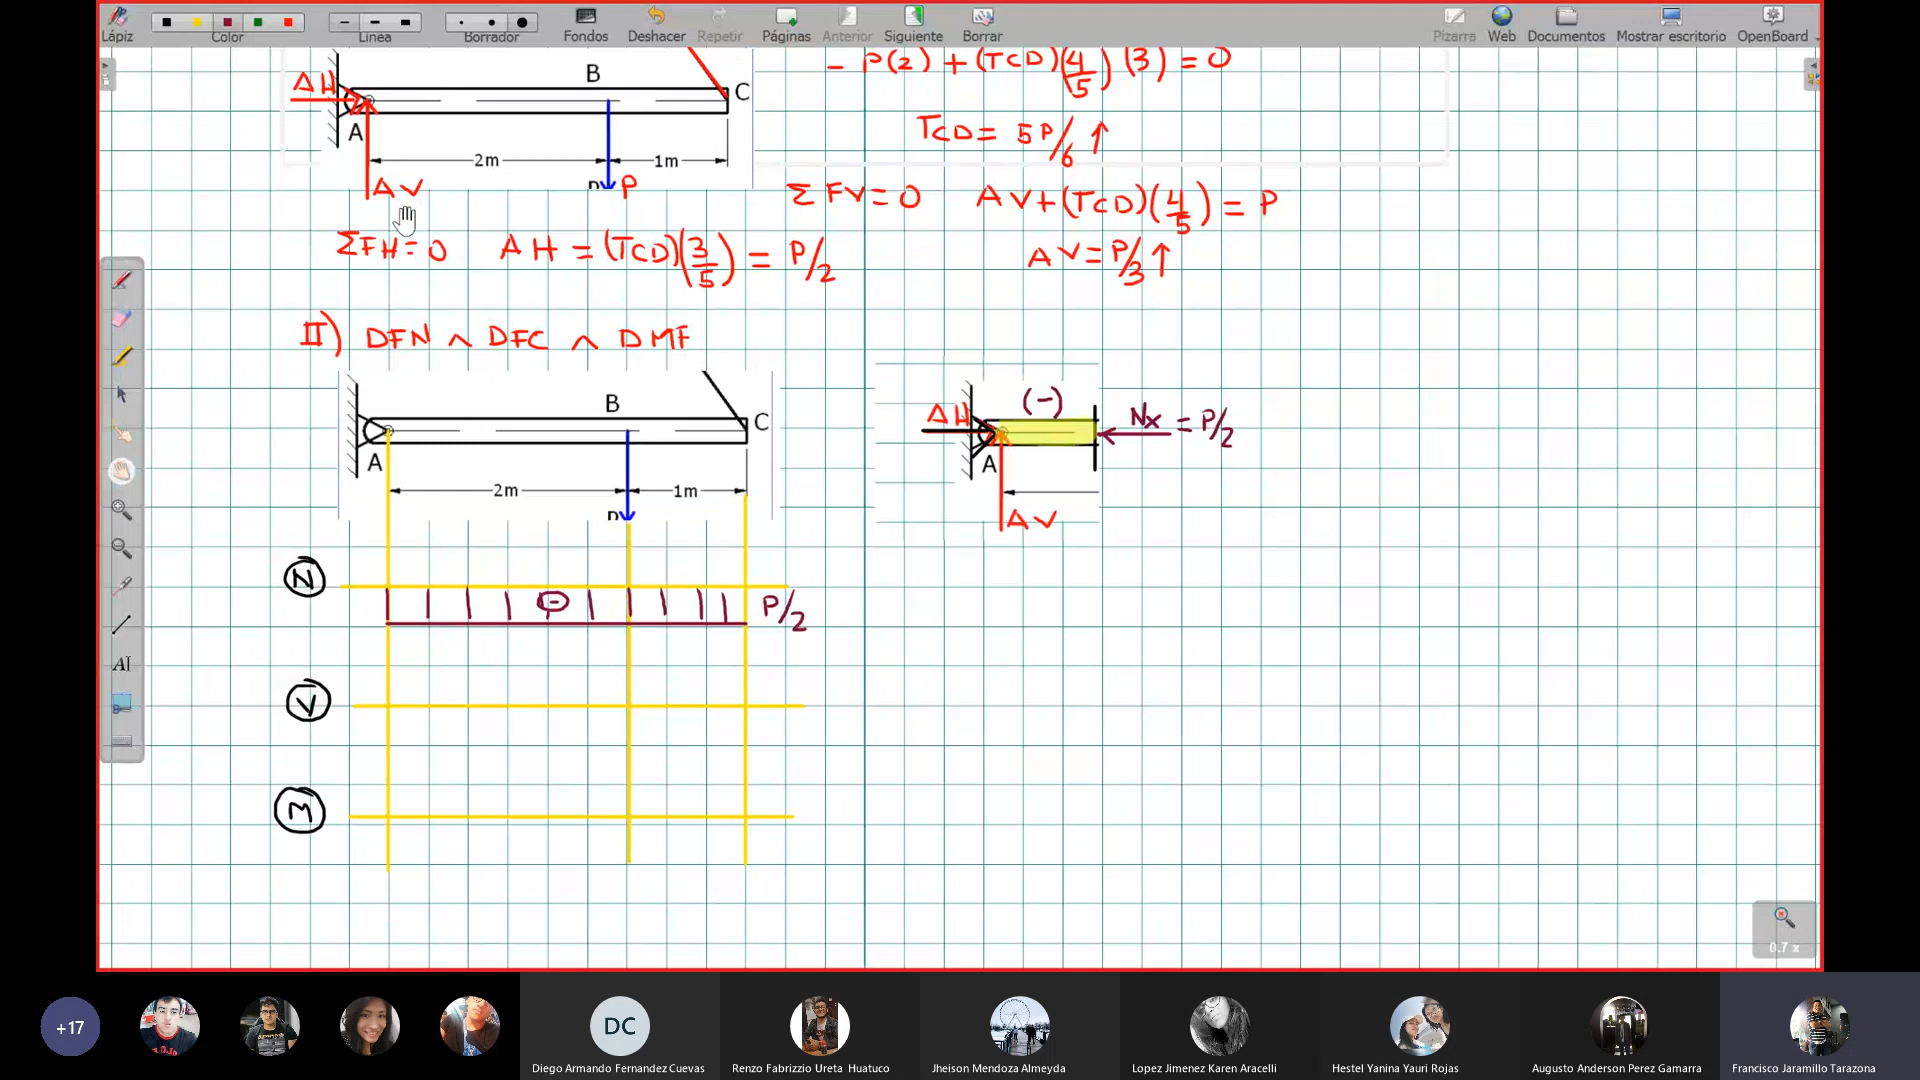 Lápiz Color Línea Borrador Fondos Deshacer Repetir Páginas Anterior Siguiente Borrar Pizarra Web Documentos Mostrar escritorio OpenBoard
- P(2) + (TCD)(4/5)(3) = 0
AH B C
A
TCD = 5P/6 ↑
2m 1m
AV P
ΣFV=0 AV+(TCD)(4/5) = P
ΣFH=0 AH = (TCD)(3/5) = P/2
AV = P/3 ↑
II) DFN ^ DFC ^ DMF
B C
A
2m 1m
AH (-) Nx = P/2
A
AV
N
- P/2
V
M
AI
0.7 x
+17
DC
Diego Armando Fernandez Cuevas
Renzo Fabrizzio Ureta Huatuco
Jheison Mendoza Almeyda
Lopez Jimenez Karen Aracelli
Hestel Yanina Yauri Rojas
Augusto Anderson Perez Gamarra
Francisco Jaramillo Tarazona